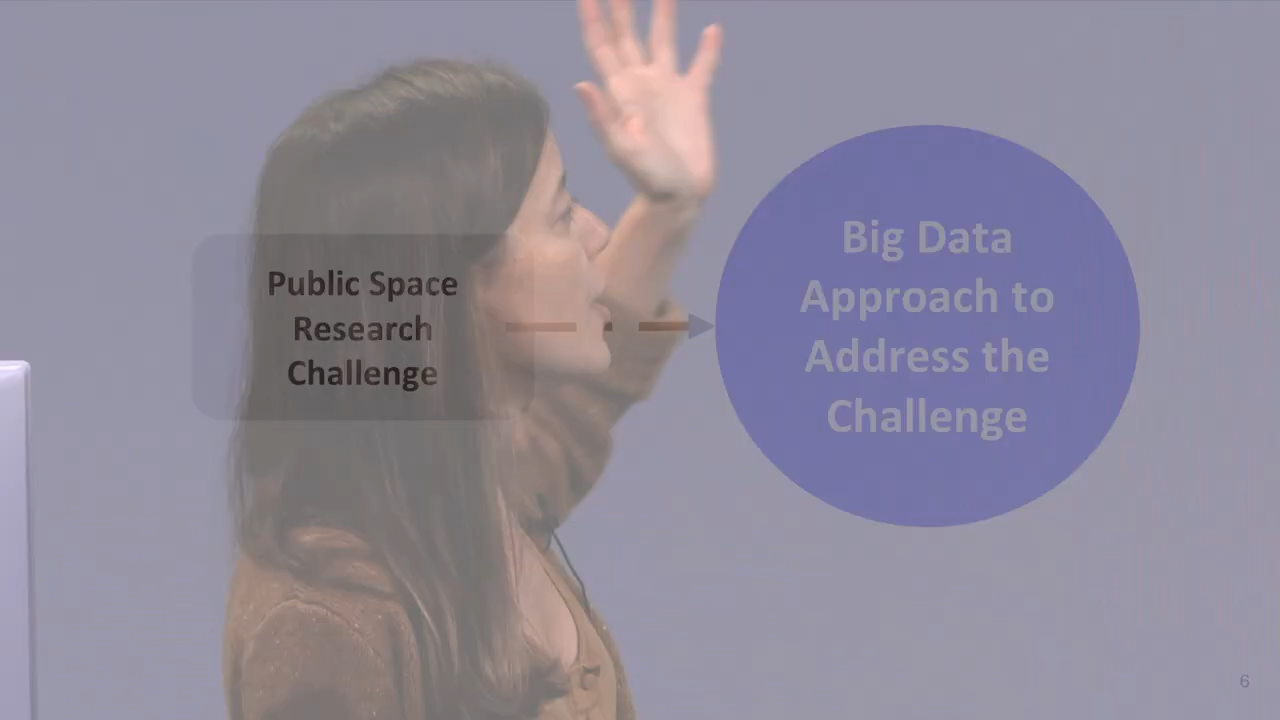 Public Space
Research
Challenge
Big Data
Approach to
Address the
Challenge
6